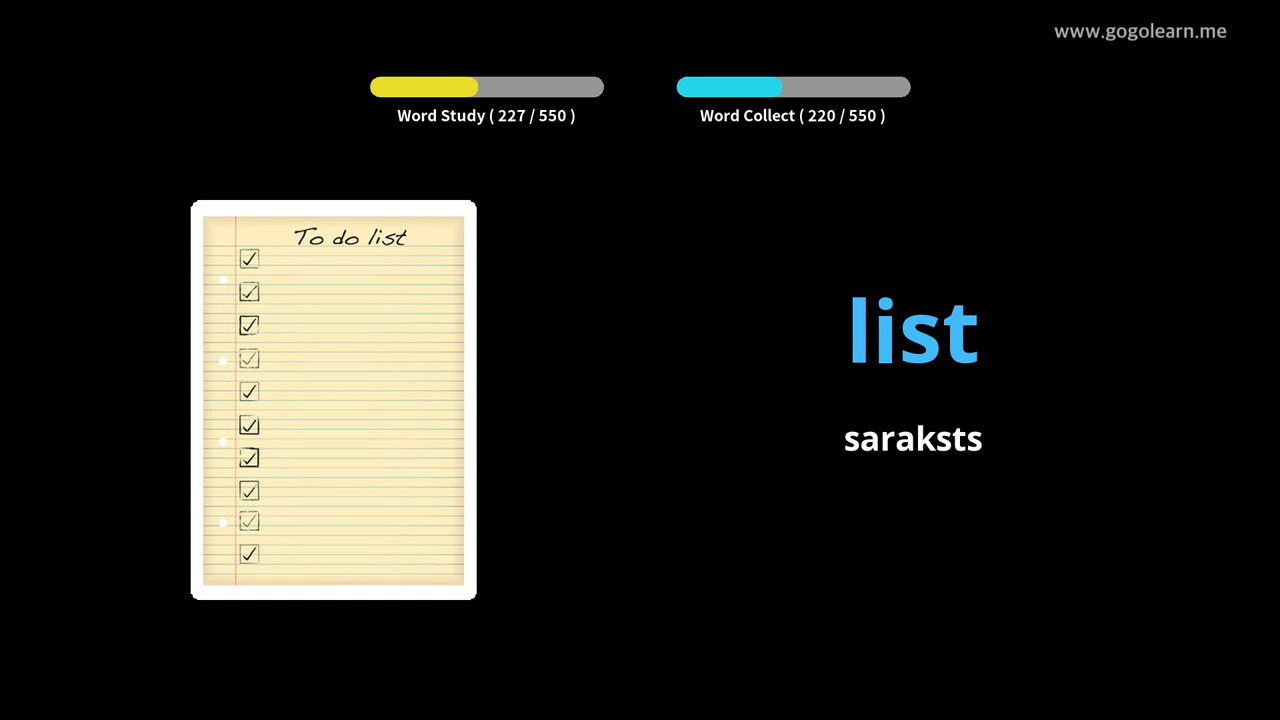 www.gogolearn.me
Word Study ( 227 / 550 )
Word Collect ( 220 / 550 )
To do list
list
saraksts